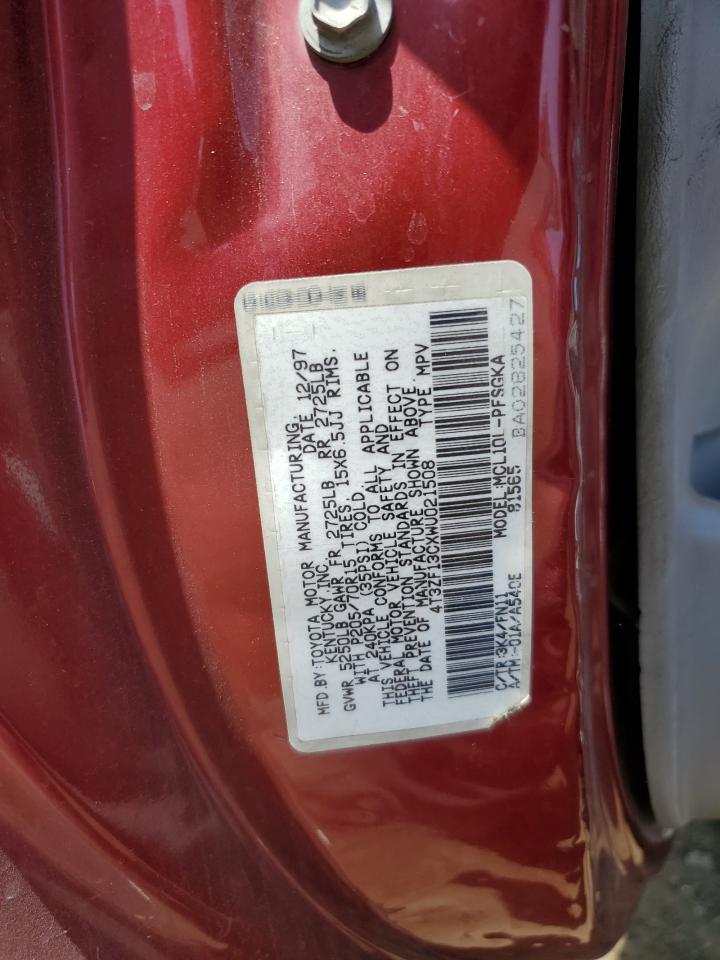 MFD.BY:TOYOTA MOTOR MANUFACTURING,
KENTUCKY,INC. DATE 12/97
GVWR 5250LB GAWR FR 2725LB RR 2725LB
WITH P205/70R15 TIRES, 15X6.5JJ RIMS,
AT 240KPA (35PSI) COLD.
THIS VEHICLE CONFORMS TO ALL APPLICABLE
FEDERAL MOTOR VEHICLE SAFETY AND
THEFT PREVENTION STANDARDS IN EFFECT ON
THE DATE OF MANUFACTURE SHOWN ABOVE.
4T3ZF13CXWU021508 TYPE MPV
C/TR:3K4/FN11 MODEL:MCL10L-PFSGKA
A/TM:-01A/A540E 81565
BA02825427